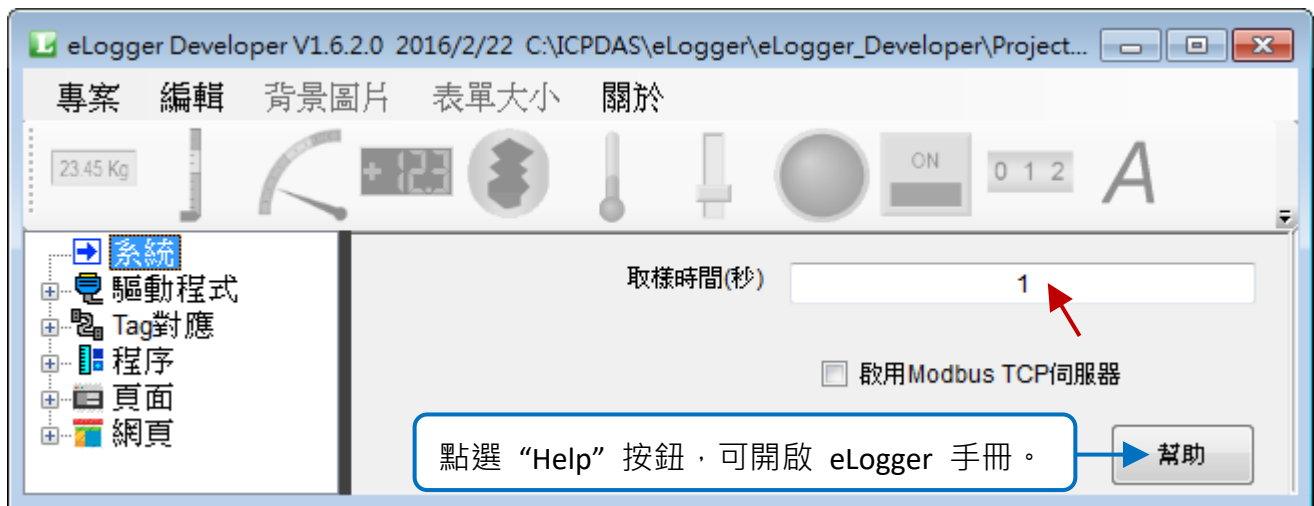 eLogger Developer V1.6.2.0 2016/2/22 C:\ICPDAS\eLogger\eLogger_Developer\Project...
專案 編輯 背景圖片 表單大小 關於
23.45 Kg
+12.3
ON
0 1 2
A
系統
驅動程式
Tag對應
程序
頁面
網頁
取樣時間(秒) 1
啟用Modbus TCP伺服器
點選 “Help” 按鈕，可開啟 eLogger 手冊。
幫助